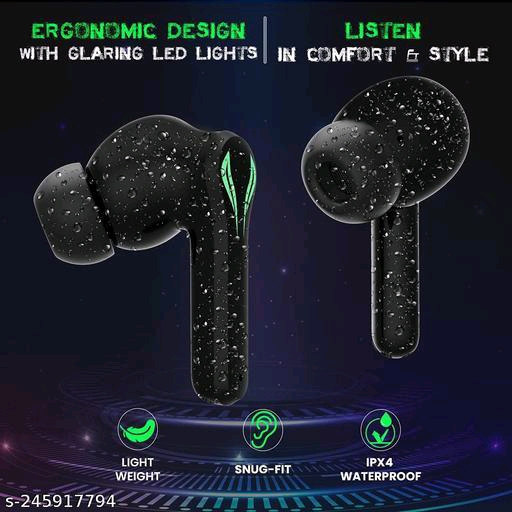 ERGONOMIC DESIGN
WITH GLARING LED LIGHTS
LISTEN
IN COMFORT & STYLE
LIGHT
WEIGHT
SNUG-FIT
IPX4
WATERPROOF
s-245917794